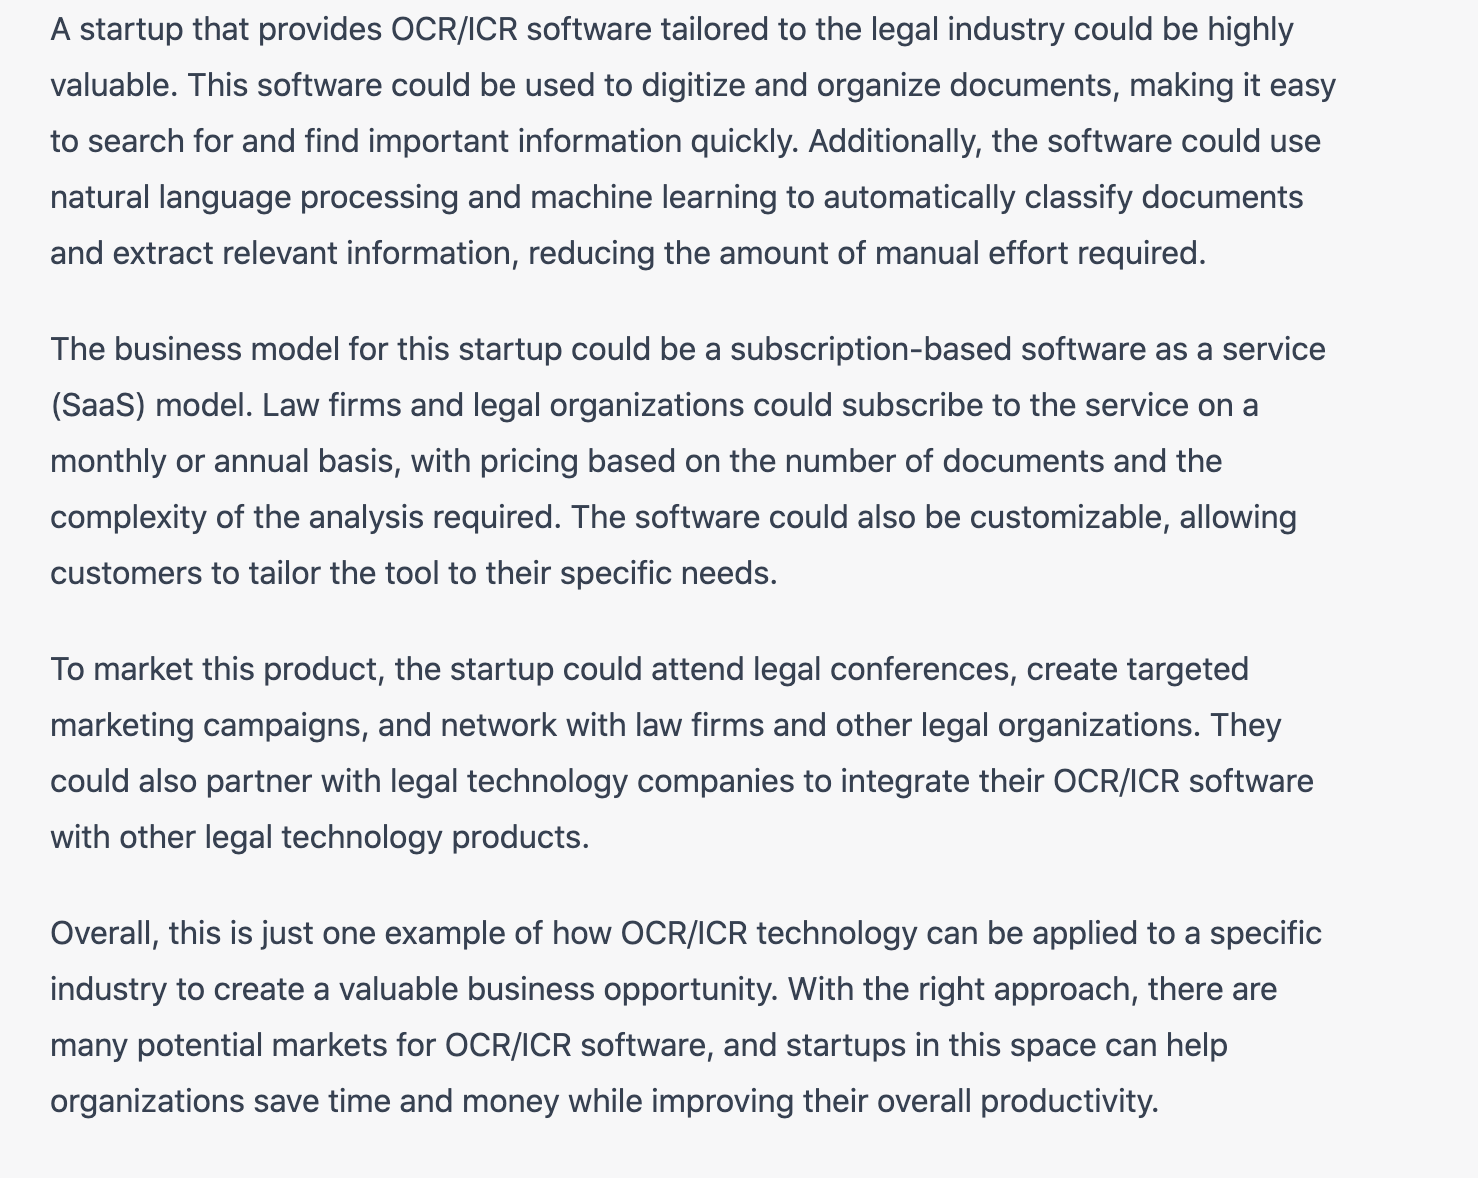 A startup that provides OCR/ICR software tailored to the legal industry could be highly
valuable. This software could be used to digitize and organize documents, making it easy
to search for and find important information quickly. Additionally, the software could use
natural language processing and machine learning to automatically classify documents
and extract relevant information, reducing the amount of manual effort required.
The business model for this startup could be a subscription-based software as a service
(SaaS) model. Law firms and legal organizations could subscribe to the service on a
monthly or annual basis, with pricing based on the number of documents and the
complexity of the analysis required. The software could also be customizable, allowing
customers to tailor the tool to their specific needs.
To market this product, the startup could attend legal conferences, create targeted
marketing campaigns, and network with law firms and other legal organizations. They
could also partner with legal technology companies to integrate their OCR/ICR software
with other legal technology products.
Overall, this is just one example of how OCR/ICR technology can be applied to a specific
industry to create a valuable business opportunity. With the right approach, there are
many potential markets for OCR/ICR software, and startups in this space can help
organizations save time and money while improving their overall productivity.